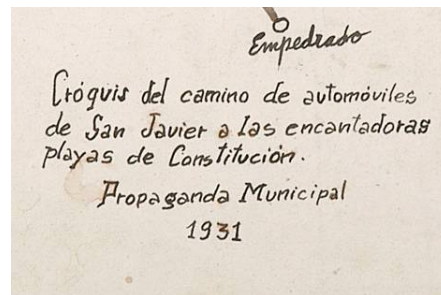 Empedrado
Cróquis del camino de automóviles
de San Javier a las encantadoras
playas de Constitución.
Propaganda Municipal
1931